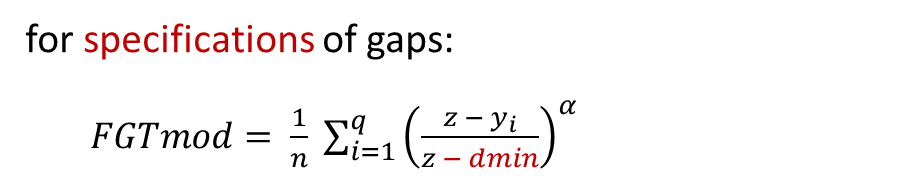 for specifications of gaps:
FGTmod = 1/n ∑_{i=1}^{q} ((z − y_i)/(z − dmin))^α